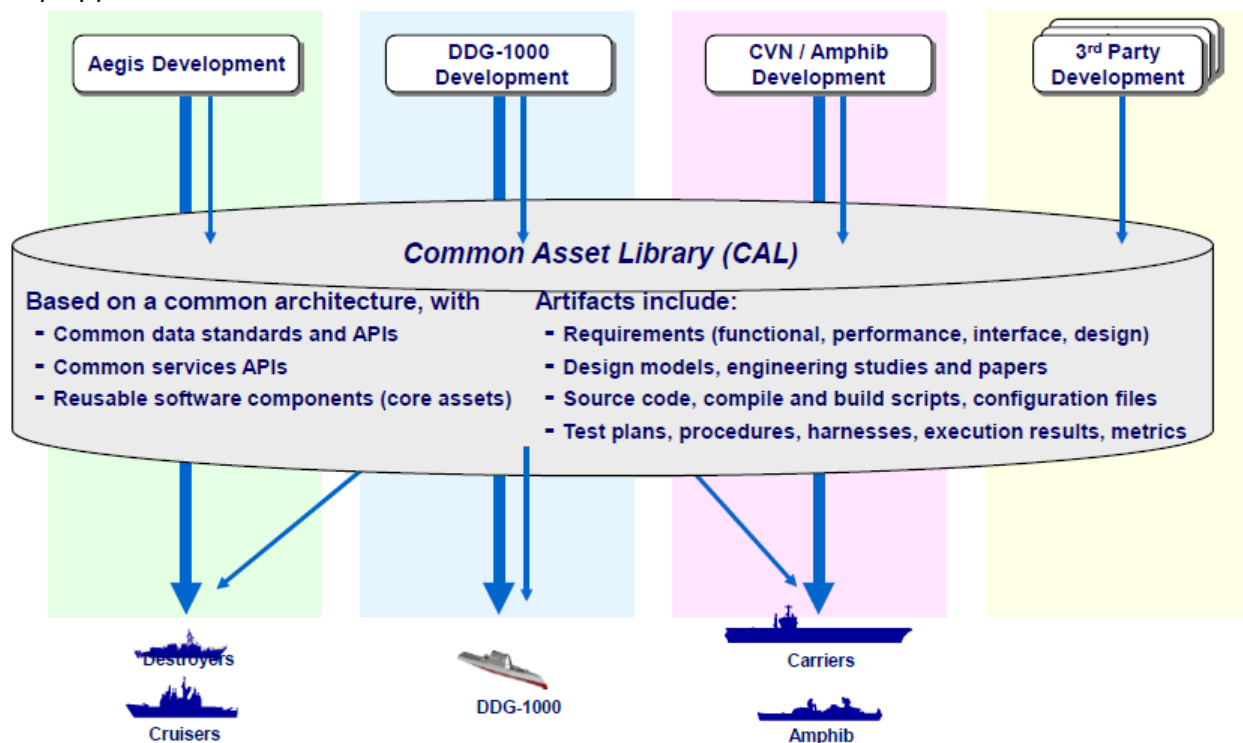 Aegis Development
DDG-1000
Development
CVN / Amphib
Development
3rd Party
Development
Common Asset Library (CAL)
Based on a common architecture, with
- Common data standards and APIs
- Common services APIs
- Reusable software components (core assets)
Artifacts include:
- Requirements (functional, performance, interface, design)
- Design models, engineering studies and papers
- Source code, compile and build scripts, configuration files
- Test plans, procedures, harnesses, execution results, metrics
Destroyers
Cruisers
DDG-1000
Carriers
Amphib